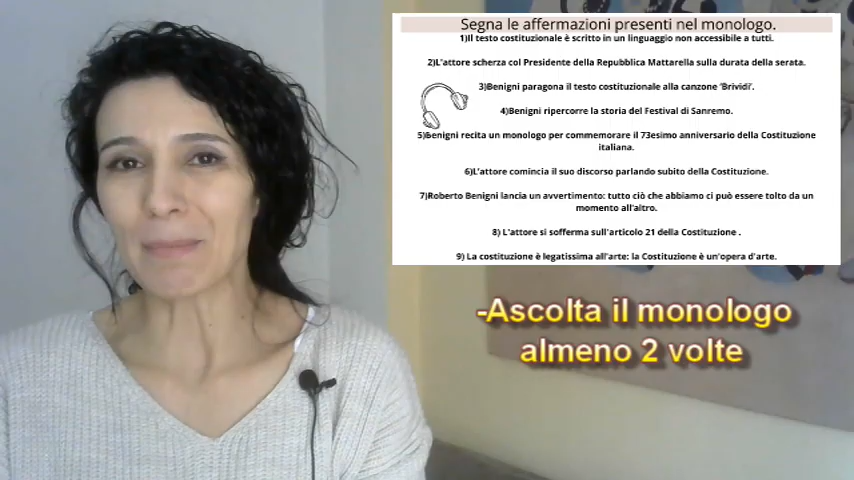 Segna le affermazioni presenti nel monologo.
1)Il testo costituzionale è scritto in un linguaggio non accessibile a tutti.
2)L'attore scherza col Presidente della Repubblica Mattarella sulla durata della serata.
3)Benigni paragona il testo costituzionale alla canzone 'Brividi'.
4)Benigni ripercorre la storia del Festival di Sanremo.
5)Benigni recita un monologo per commemorare il 73esimo anniversario della Costituzione
italiana.
6)L'attore comincia il suo discorso parlando subito della Costituzione.
7)Roberto Benigni lancia un avvertimento: tutto ciò che abbiamo ci può essere tolto da un
momento all'altro.
8) L'attore si sofferma sull'articolo 21 della Costituzione .
9) La costituzione è legatissima all'arte: la Costituzione è un'opera d'arte.
-Ascolta il monologo
almeno 2 volte